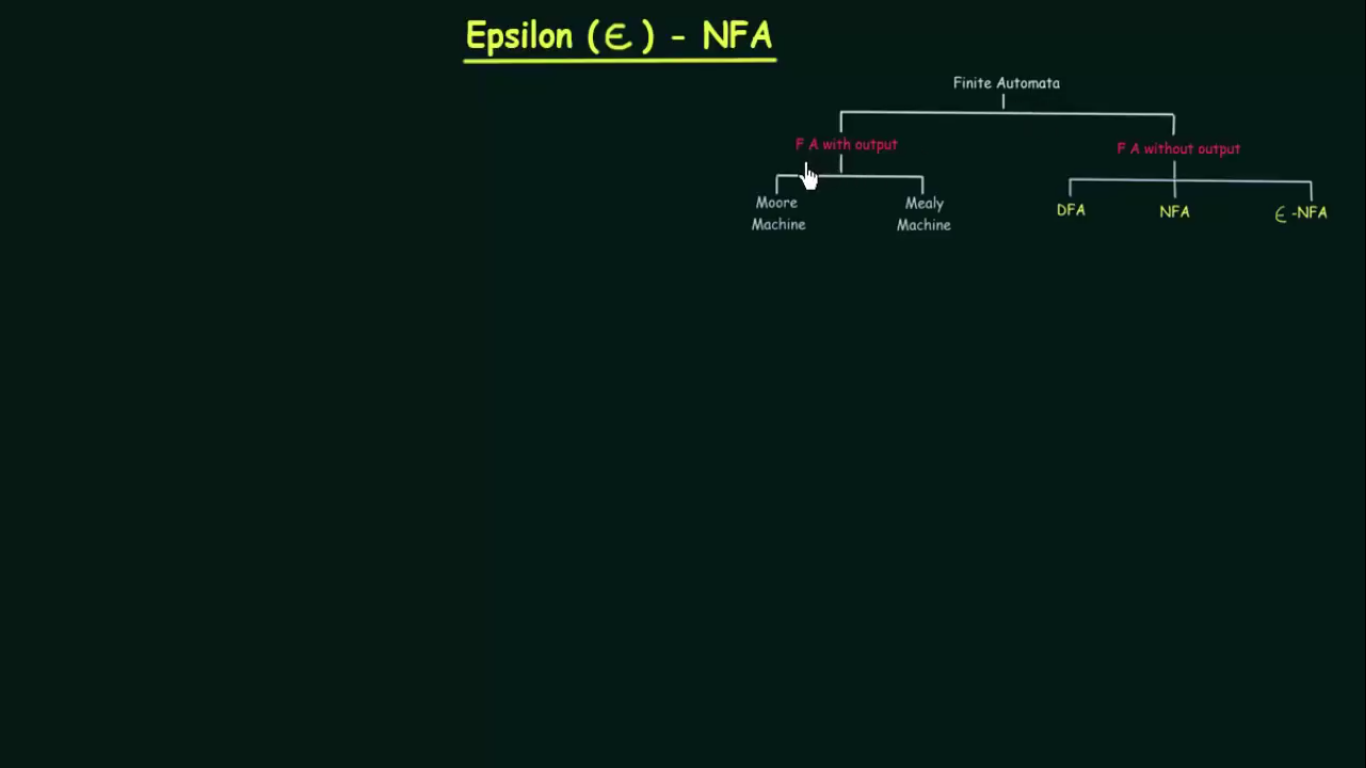 Epsilon (ϵ) - NFA
Finite Automata
F A with output
F A without output
Moore Machine
Mealy Machine
DFA
NFA
ϵ -NFA